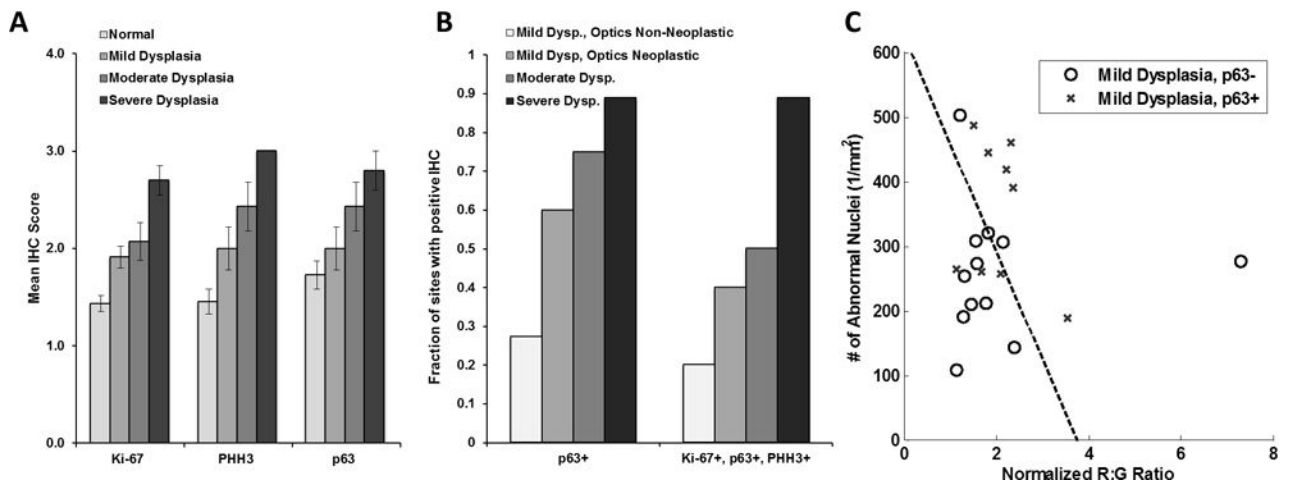 A
Normal
Mild Dysplasia
Moderate Dysplasia
Severe Dysplasia
4.0
3.0
2.0
1.0
0.0
Mean IHC Score
Ki-67 PHH3 p63
B
Mild Dysp., Optics Non-Neoplastic
Mild Dysp, Optics Neoplastic
Moderate Dysp.
Severe Dysp.
1
0.9
0.8
0.7
0.6
0.5
0.4
0.3
0.2
0.1
0
Fraction of sites with positive IHC
p63+ Ki-67+, p63+, PHH3+
C
Mild Dysplasia, p63-
Mild Dysplasia, p63+
600
500
400
300
200
100
0
# of Abnormal Nuclei (1/mm²)
0 2 4 6 8
Normalized R:G Ratio